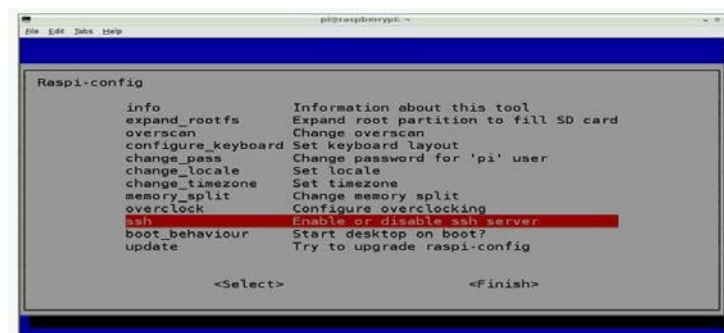 pi@raspberrypi: ~
File Edit Tabs Help
Raspi-config
info Information about this tool
expand_rootfs Expand root partition to fill SD card
overscan Change overscan
configure_keyboard Set keyboard layout
change_pass Change password for 'pi' user
change_locale Set locale
change_timezone Set timezone
memory_split Change memory split
overclock Configure overclocking
ssh Enable or disable ssh server
boot_behaviour Start desktop on boot?
update Try to upgrade raspi-config
<Select> <Finish>